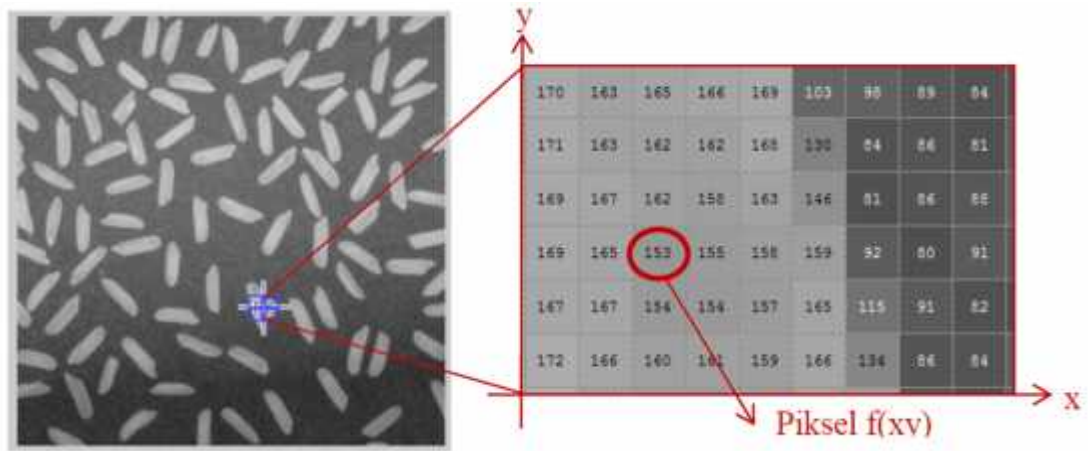 y
170 163 165 166 169 103 98 89 84
171 163 162 162 168 130 84 86 81
169 167 162 158 163 146 81 86 88
169 165 153 155 158 159 92 80 91
167 167 154 154 157 165 115 91 82
172 166 160 161 159 166 134 86 84
x
Piksel f(xv)